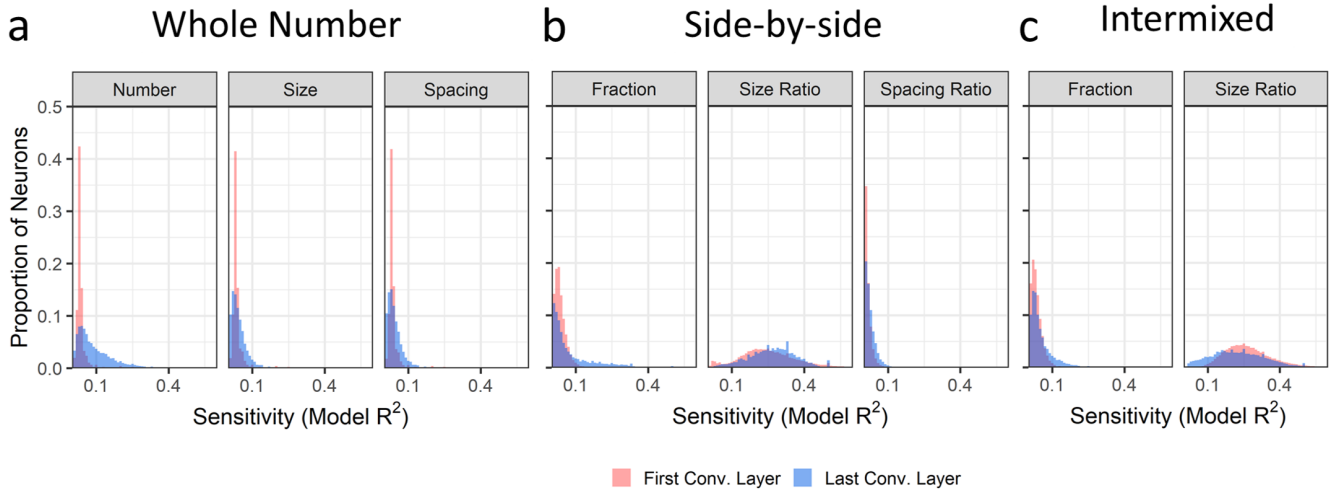 a Whole Number b Side-by-side c Intermixed
Number Size Spacing Fraction Size Ratio Spacing Ratio Fraction Size Ratio
0.5
0.4
0.3
0.2
0.1
0.0
Proportion of Neurons
0.1 0.4 0.1 0.4 0.1 0.4 0.1 0.4 0.1 0.4 0.1 0.4 0.1 0.4 0.1 0.4
Sensitivity (Model R²) Sensitivity (Model R²) Sensitivity (Model R²)
First Conv. Layer Last Conv. Layer